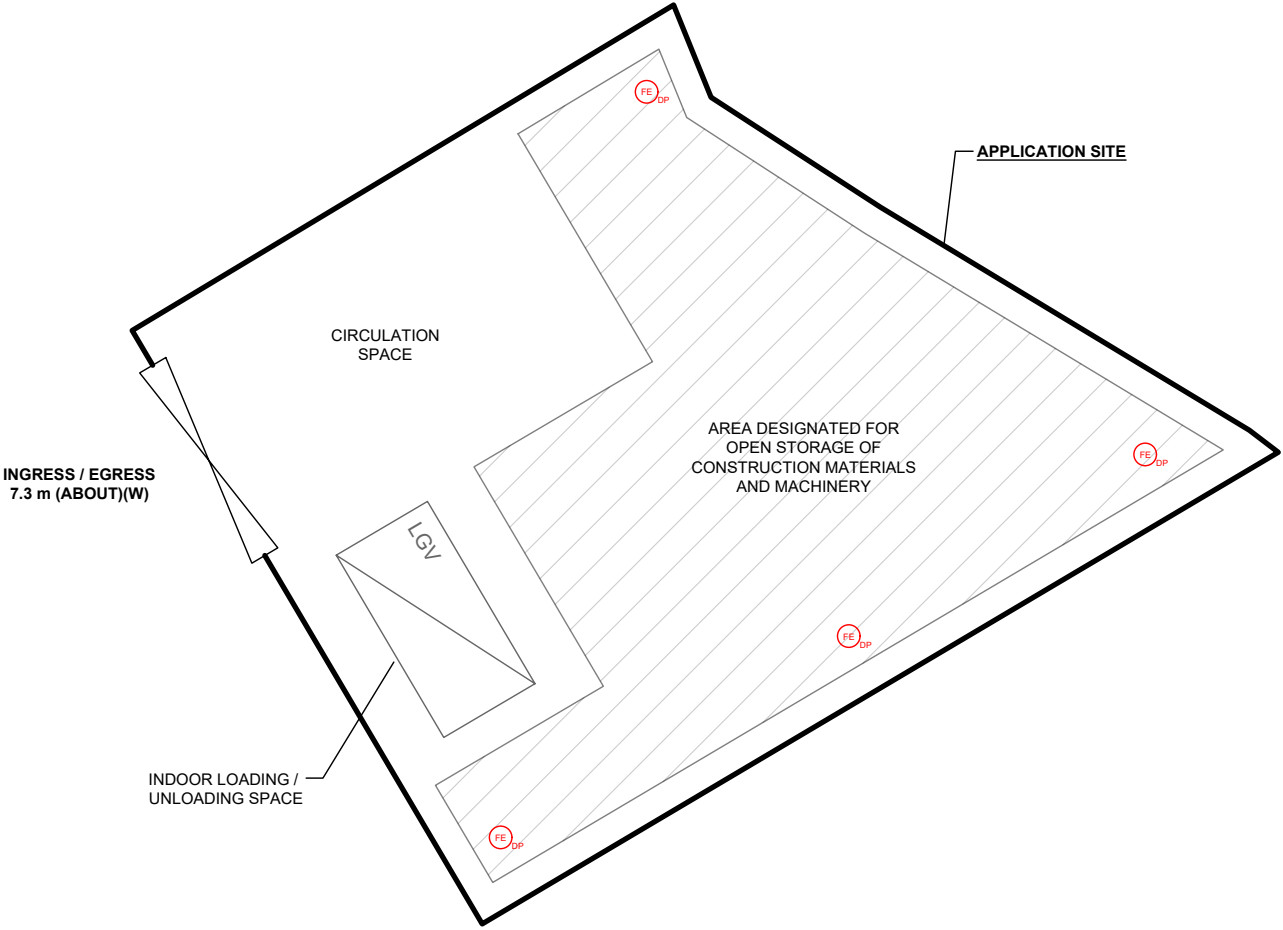 FE
DP
APPLICATION SITE
CIRCULATION
SPACE
AREA DESIGNATED FOR
OPEN STORAGE OF
CONSTRUCTION MATERIALS
AND MACHINERY
FE
DP
INGRESS / EGRESS
7.3 m (ABOUT)(W)
LGV
FE
DP
INDOOR LOADING /
UNLOADING SPACE
FE
DP